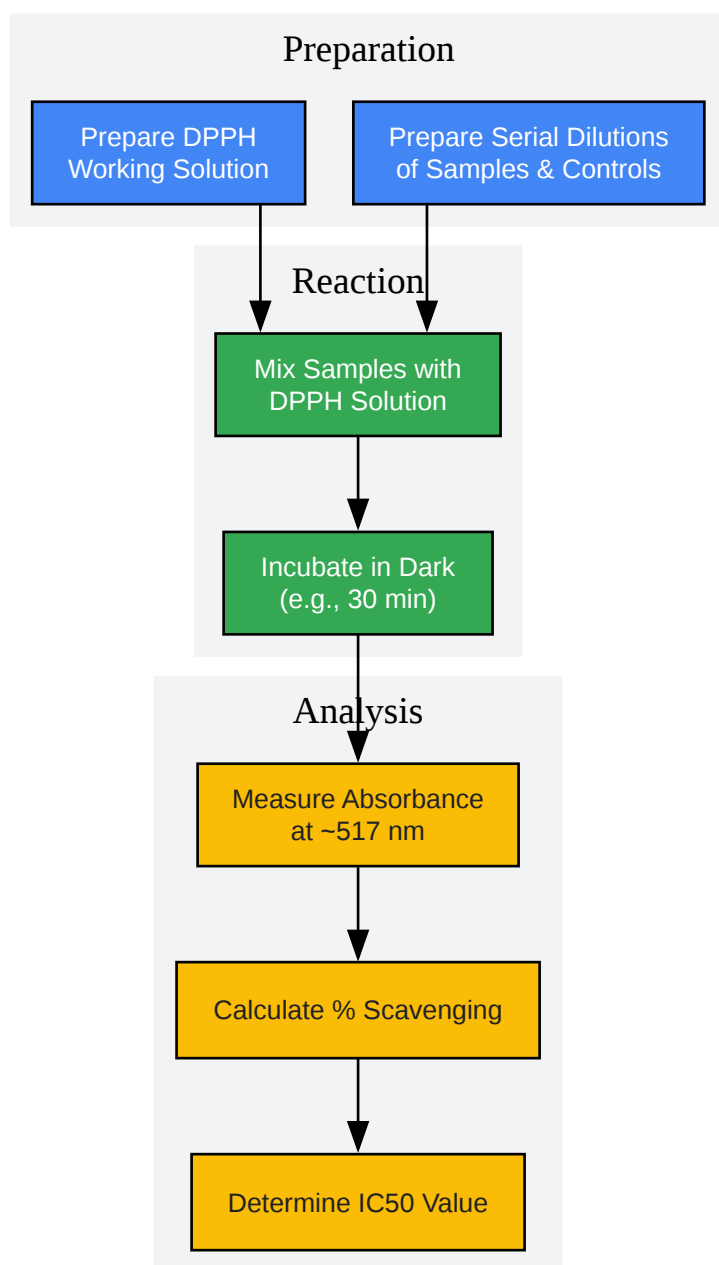 Preparation
Prepare DPPH
Working Solution
Prepare Serial Dilutions
of Samples & Controls
Reaction
Mix Samples with
DPPH Solution
Incubate in Dark
(e.g., 30 min)
Analysis
Measure Absorbance
at ~517 nm
Calculate % Scavenging
Determine IC50 Value